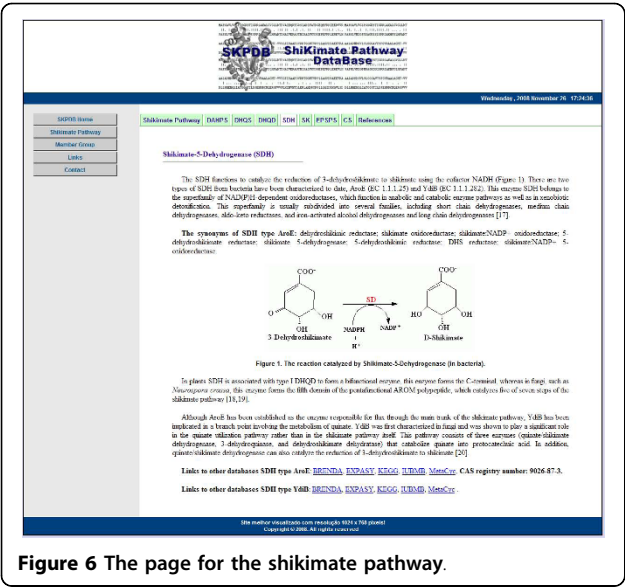 SKPDB ShiKimate Pathway
DataBase
Wednesday, 2008 November 26 17:24:36
SKPDB Home
Shikimate Pathway
Member Group
Links
Contact
Shikimate Pathway DAHPS DHQS DHQD SDH SK EPSPS CS References
Shikimate-5-Dehydrogenase (SDH)
The SDH functions to catalyze the reduction of 3-dehydroshikimate to shikimate using the cofactor NADH (Figure 1). There are two
types of SDH from bacteria have been characterized to date, AroE (EC 1.1.1.25) and YdiB (EC 1.1.1.282). This enzyme SDH belongs to
the superfamily of NAD(P)H dependent oxidoreductases, which function in anabolic and catabolic enzyme pathways as well as in xenobiotic
detoxification. This superfamily is usually subdivided into several families, including short chain dehydrogenases, medium chain
dehydrogenases, aldo-keto reductases, and iron-activated alcohol dehydrogenases and long chain dehydrogenases [17].
The synonyms of SDH type AroE: dehydroshikimic reductase; shikimate oxidoreductase; shikimate:NADP+ oxidoreductase; 5-
dehydroshikimate reductase; shikimate 5-dehydrogenase; 5-dehydroshikimic reductase; DHS reductase; shikimate:NADP+ 5-
oxidoreductase.
COO⁻
O
OH
OH
3-Dehydroshikimate
SD
NADPH
+
H⁺
NADP⁺
COO⁻
HO
OH
OH
D-Shikimate
Figure 1. The reaction catalyzed by Shikimate-5-Dehydrogenase (in bacteria).
In plants SDH is associated with type I DHQD to form a bifunctional enzyme, this enzyme forms the C-terminal, whereas in fungi, such as
Neurospora crassa, this enzyme forms the fifth domain of the pentafunctional AROM polypeptide, which catalyzes five of seven steps of the
shikimate pathway [18,19].
Although AroE has been established as the enzyme responsible for flux through the main trunk of the shikimate pathway, YdiB has been
implicated in a branch point involving the metabolism of quinate. YdiB was first characterized in fungi and was shown to play a significant role
in the quinate utilization pathway rather than in the shikimate pathway itself. This pathway consists of three enzymes (quinate/shikimate
dehydrogenase, 3-dehydroquinase, and dehydroshikimate dehydratase) that catabolize quinate into protocatechuic acid. In addition,
quinate/shikimate dehydrogenase can also catalyze the reduction of 3-dehydroshikimate to shikimate [20]
Links to other databases SDH type AroE: BRENDA, EXPASY, KEGG, IUBMB, MetaCyc. CAS registry number: 9026-87-3.
Links to other databases SDH type YdiB: BRENDA, EXPASY, KEGG, IUBMB, MetaCyc .
Site melhor visualizado com resolução 1024 x 768 pixels!
Copyright © 2008. All rights reserved
Figure 6 The page for the shikimate pathway.